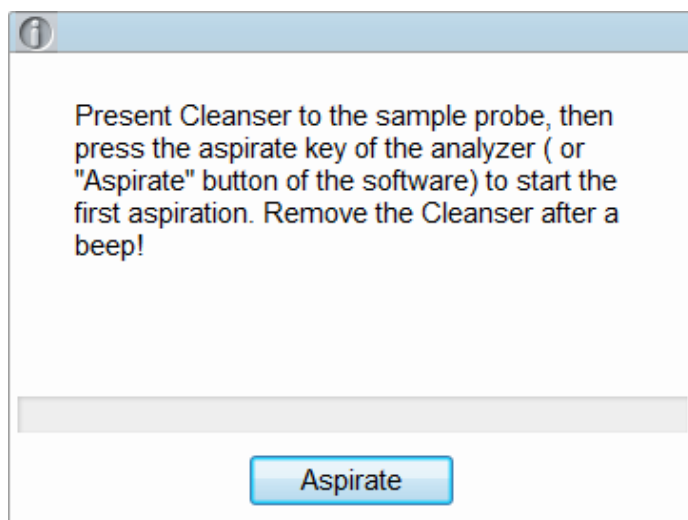 Present Cleanser to the sample probe, then
press the aspirate key of the analyzer ( or
"Aspirate" button of the software) to start the
first aspiration. Remove the Cleanser after a
beep!
Aspirate